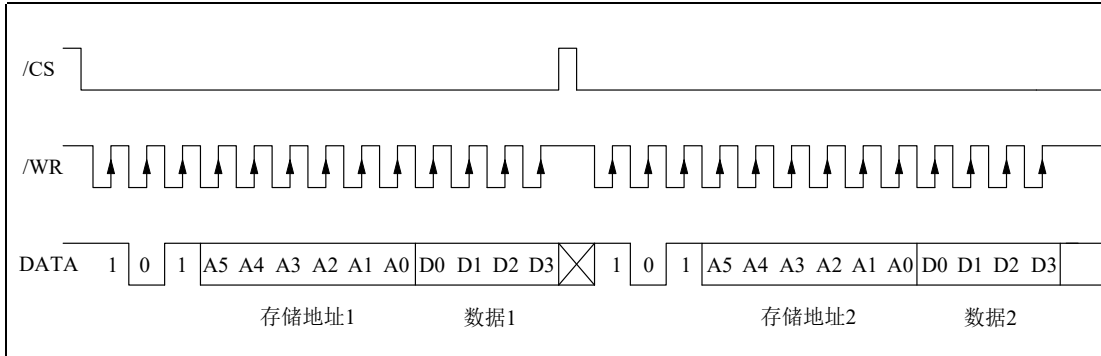 /CS
/WR
DATA 1 0 1 A5 A4 A3 A2 A1 A0 D0 D1 D2 D3 1 0 1 A5 A4 A3 A2 A1 A0 D0 D1 D2 D3
存储地址1 数据1 存储地址2 数据2